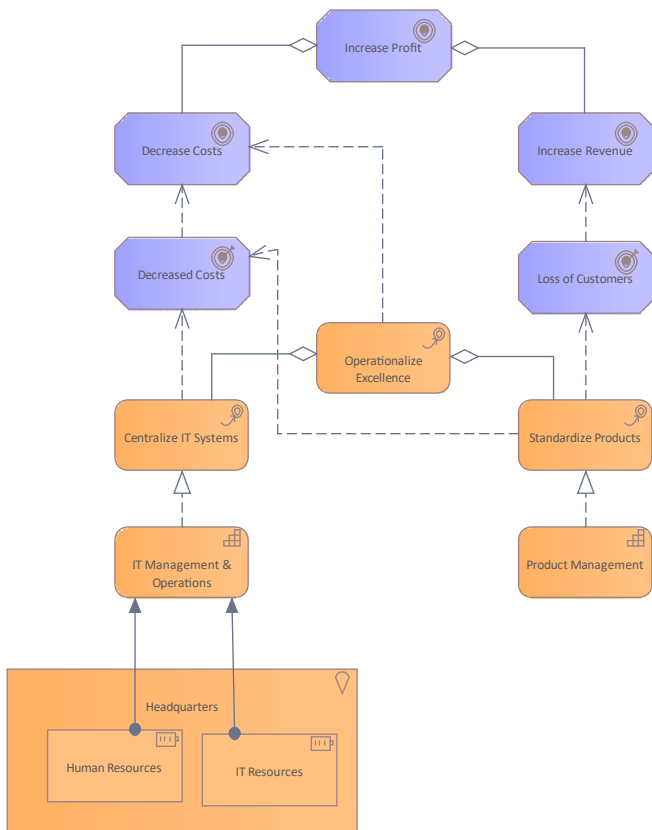 Increase Profit
Decrease Costs
Increase Revenue
Decreased Costs
Loss of Customers
Operationalize
Excellence
Centralize IT Systems
Standardize Products
IT Management &
Operations
Product Management
Headquarters
Human Resources
IT Resources